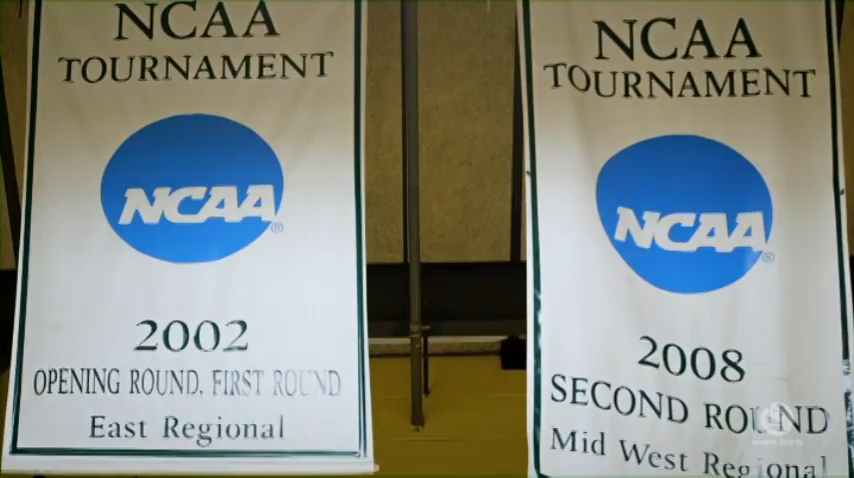 NCAA
TOURNAMENT
NCAA
®
2002
OPENING ROUND, FIRST ROUND
East Regional
NCAA
TOURNAMENT
NCAA
®
2008
SECOND ROUND
Mid West Regional